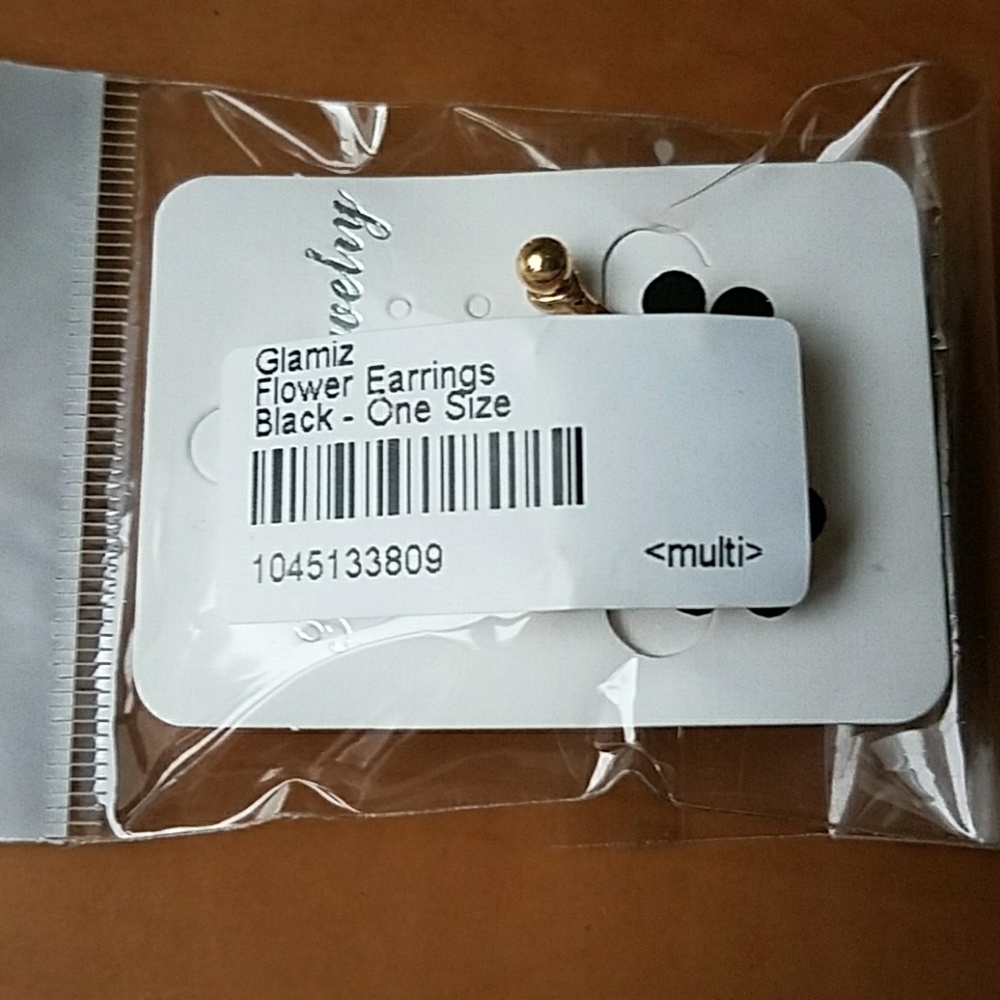 Glamiz
Flower Earrings
Black - One Size
1045133809
<multi>